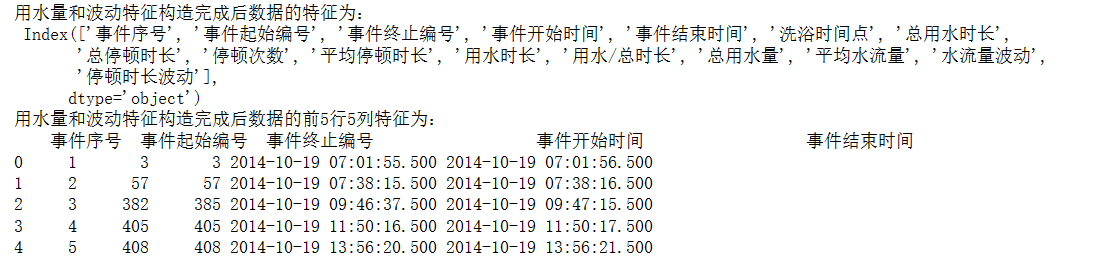 用水量和波动特征构造完成后数据的特征为:
Index(['事件序号', '事件起始编号', '事件终止编号', '事件开始时间', '事件结束时间', '洗浴时间点', '总用水时长',
'总停顿时长', '停顿次数', '平均停顿时长', '用水时长', '用水/总时长', '总用水量', '平均水流量', '水流量波动',
'停顿时长波动'],
dtype='object')
用水量和波动特征构造完成后数据的前5行5列特征为:
事件序号 事件起始编号 事件终止编号 事件开始时间 事件结束时间
0 1 3 3 2014-10-19 07:01:55.500 2014-10-19 07:01:56.500
1 2 57 57 2014-10-19 07:38:15.500 2014-10-19 07:38:16.500
2 3 382 385 2014-10-19 09:46:37.500 2014-10-19 09:47:15.500
3 4 405 405 2014-10-19 11:50:16.500 2014-10-19 11:50:17.500
4 5 408 408 2014-10-19 13:56:20.500 2014-10-19 13:56:21.500